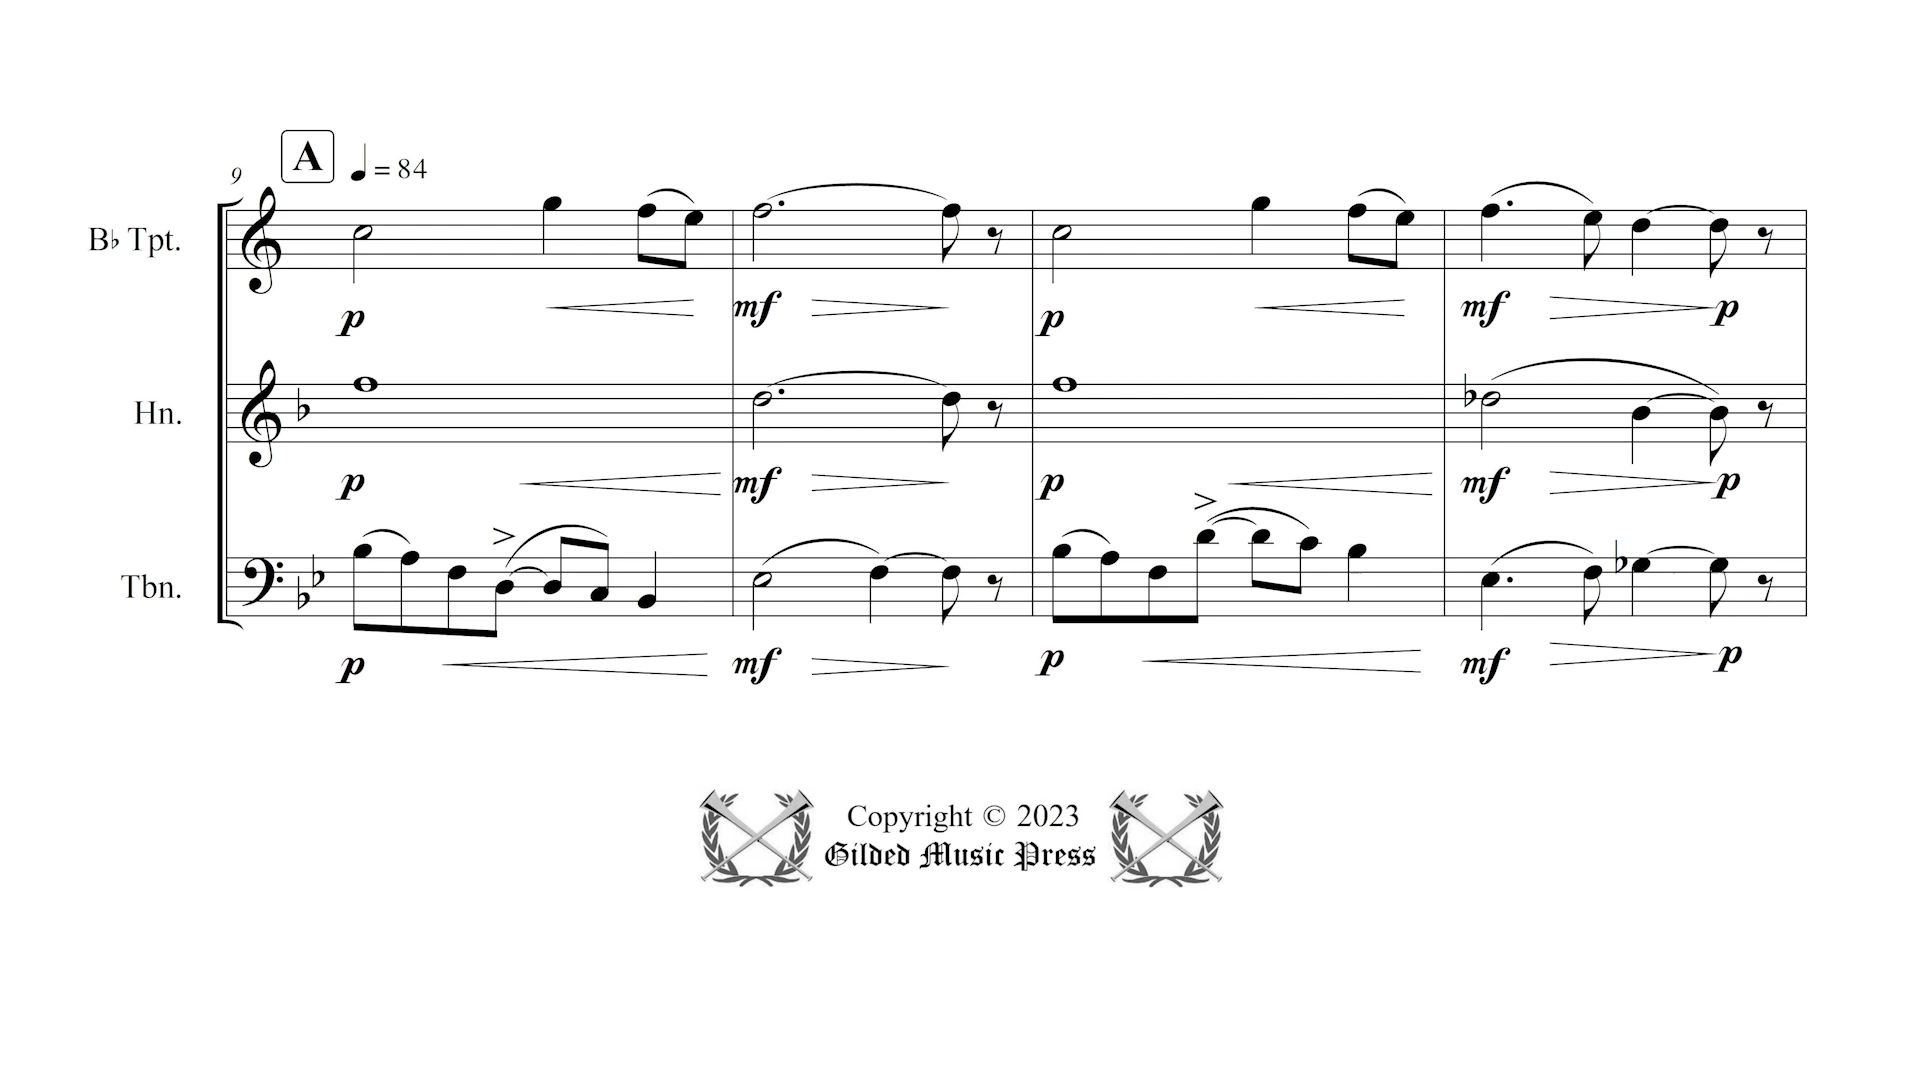 9
A ♩ = 84
B♭ Tpt.
p mf p mf p
Hn.
p mf p mf p
Tbn.
p mf p mf p
Copyright © 2023
Gilded Music Press